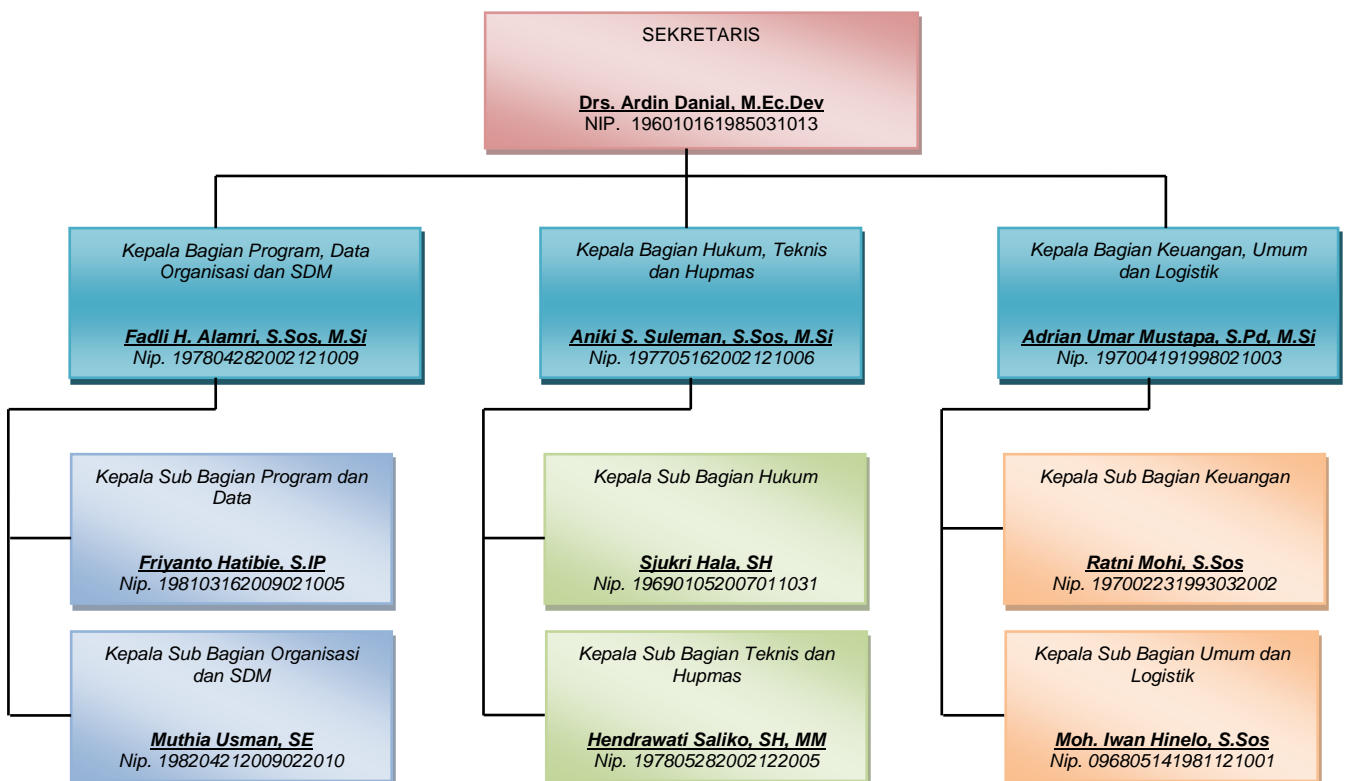 SEKRETARIS
Drs. Ardin Danial, M.Ec.Dev
NIP. 196010161985031013
Kepala Bagian Program, Data
Organisasi dan SDM
Fadli H. Alamri, S.Sos, M.Si
Nip. 197804282002121009
Kepala Bagian Hukum, Teknis
dan Hupmas
Aniki S. Suleman, S.Sos, M.Si
Nip. 197705162002121006
Kepala Bagian Keuangan, Umum
dan Logistik
Adrian Umar Mustapa, S.Pd, M.Si
Nip. 197004191998021003
Kepala Sub Bagian Program dan
Data
Friyanto Hatibie, S.IP
Nip. 198103162009021005
Kepala Sub Bagian Hukum
Sjukri Hala, SH
Nip. 196901052007011031
Kepala Sub Bagian Keuangan
Ratni Mohi, S.Sos
Nip. 197002231993032002
Kepala Sub Bagian Organisasi
dan SDM
Muthia Usman, SE
Nip. 198204212009022010
Kepala Sub Bagian Teknis dan
Hupmas
Hendrawati Saliko, SH, MM
Nip. 197805282002122005
Kepala Sub Bagian Umum dan
Logistik
Moh. Iwan Hinelo, S.Sos
Nip. 096805141981121001